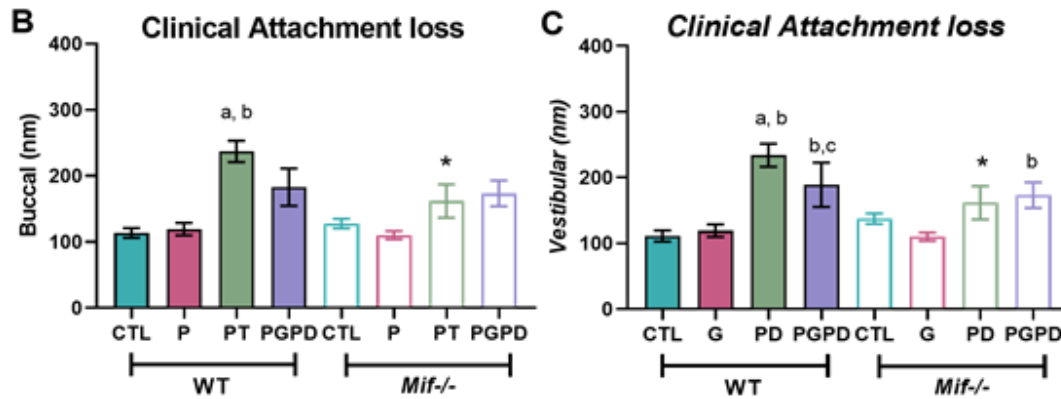 B Clinical Attachment loss
Buccal (nm)
400
300
200
100
0
a, b
*
CTL P PT PGPD CTL P PT PGPD
WT Mif-/-
C Clinical Attachment loss
Vestibular (nm)
400
300
200
100
0
a, b
b,c
*
b
CTL G PD PGPD CTL G PD PGPD
WT Mif-/-